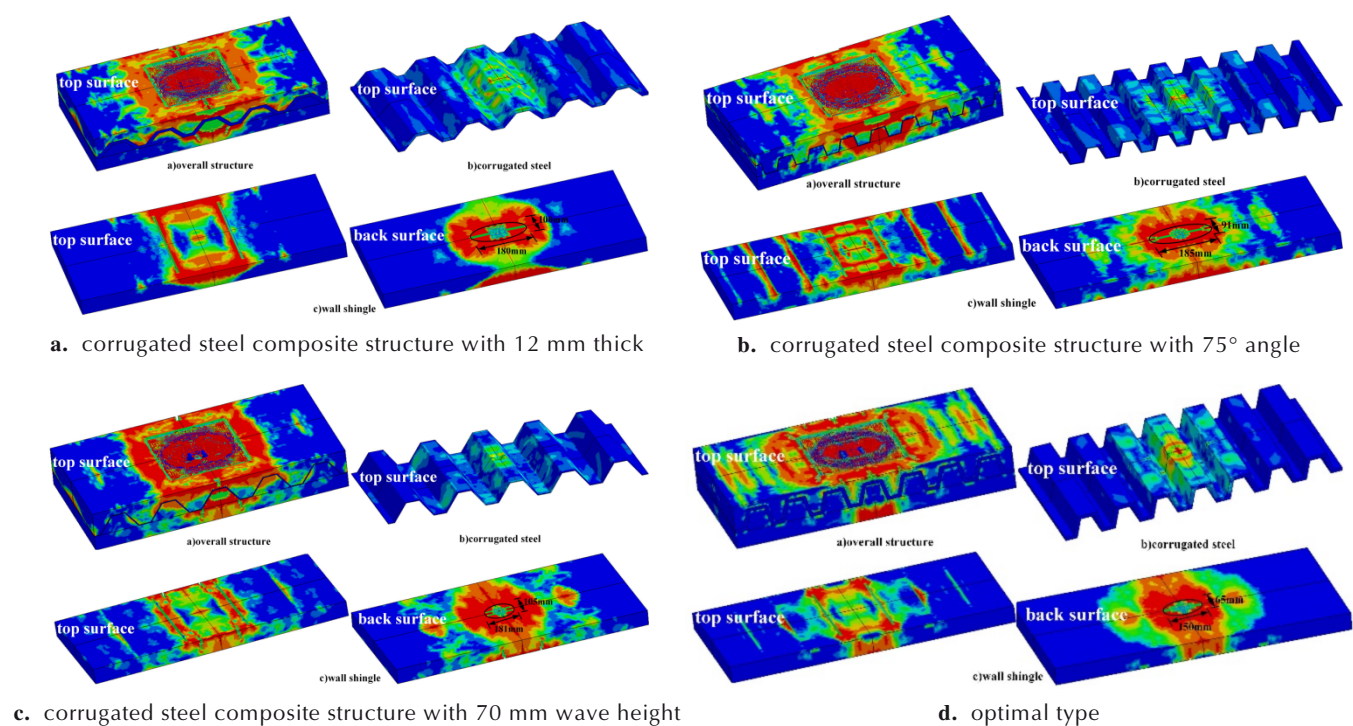 top surface
top surface
a)overall structure
b)corrugated steel
top surface
back surface
180mm
c)wall shingle
a. corrugated steel composite structure with 12 mm thick
top surface
top surface
a)overall structure
b)corrugated steel
top surface
back surface
91mm
185mm
c)wall shingle
b. corrugated steel composite structure with 75° angle
top surface
top surface
a)overall structure
b)corrugated steel
top surface
back surface
105mm
181mm
c)wall shingle
c. corrugated steel composite structure with 70 mm wave height
top surface
top surface
a)overall structure
b)corrugated steel
top surface
back surface
65mm
150mm
c)wall shingle
d. optimal type